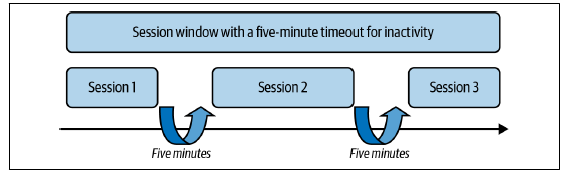 Session window with a five-minute timeout for inactivity
Session 1
Session 2
Session 3
Five minutes
Five minutes